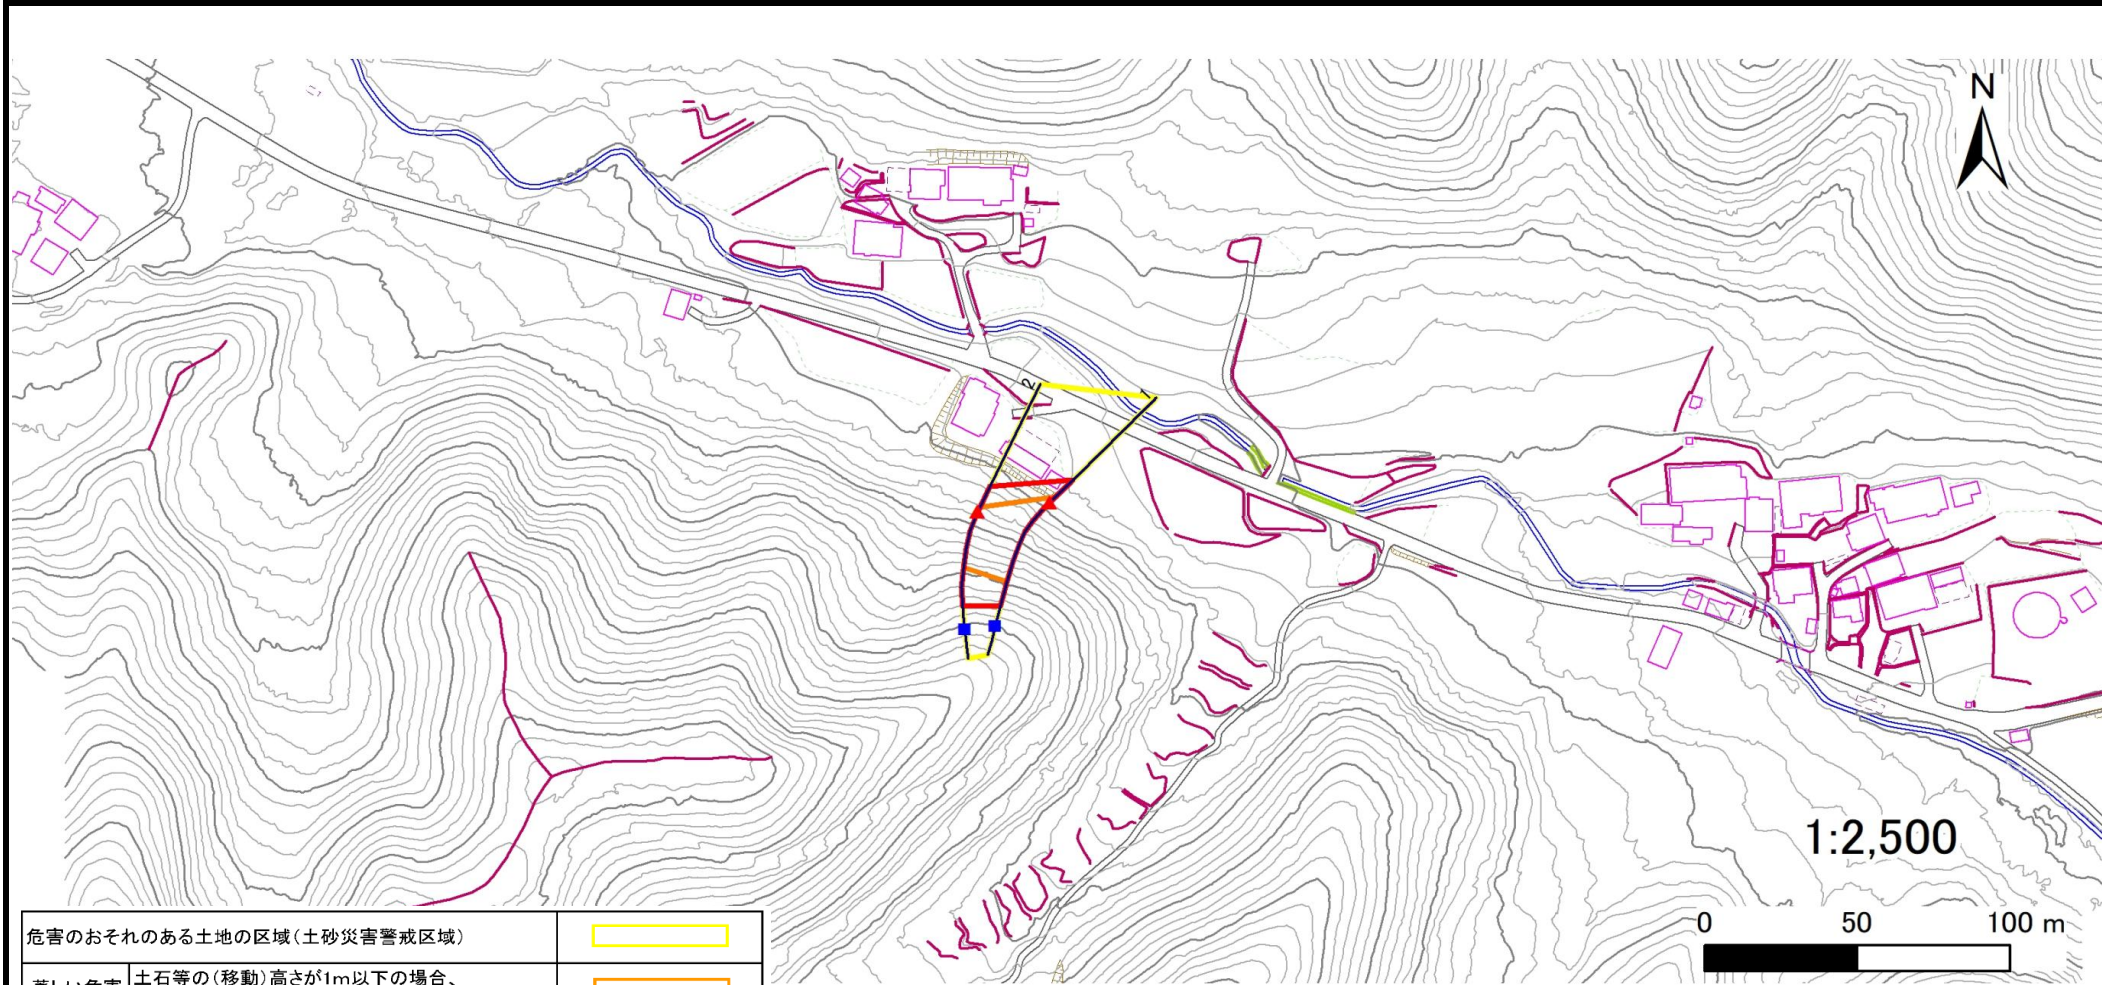 N
2
1
1:2,500
0 50 100 m
危害のおそれのある土地の区域(土砂災害警戒区域)
土石等の(移動)高さが1m以下の場合、